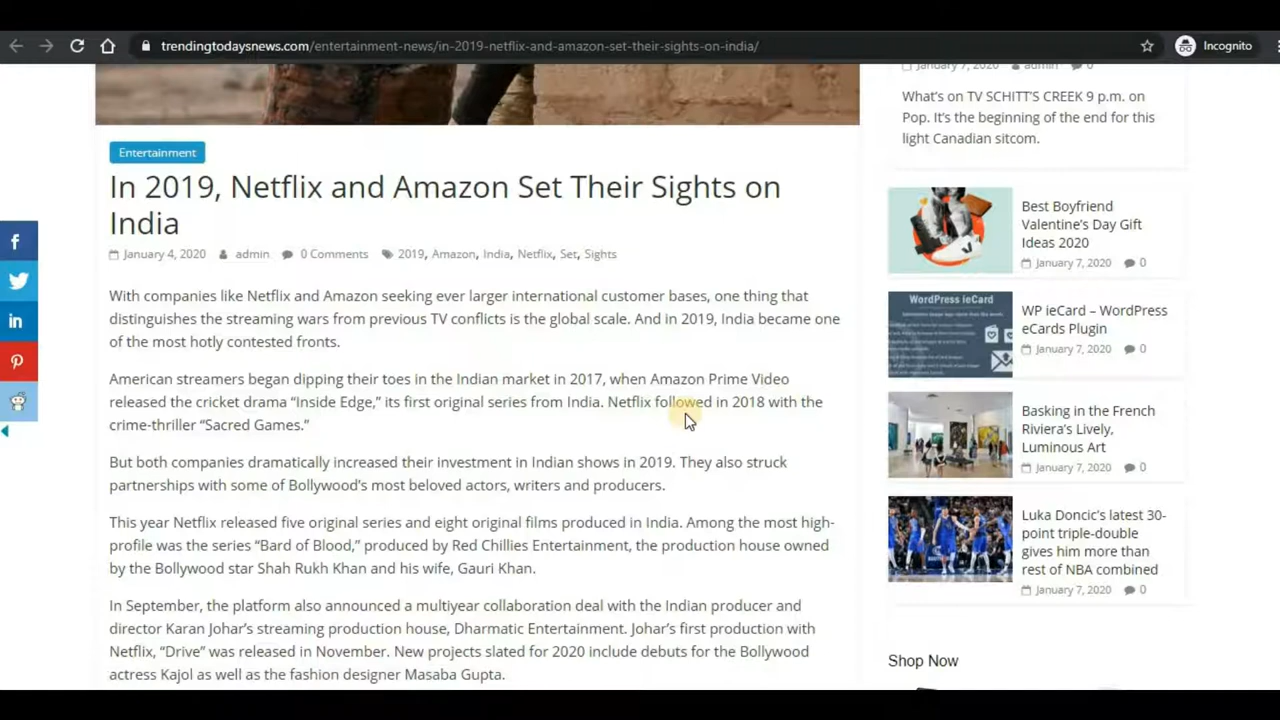 trendingtodaysnews.com/entertainment-news/in-2019-netflix-and-amazon-set-their-sights-on-india/
Incognito
Entertainment
In 2019, Netflix and Amazon Set Their Sights on
India
January 4, 2020 admin 0 Comments 2019, Amazon, India, Netflix, Set, Sights
With companies like Netflix and Amazon seeking ever larger international customer bases, one thing that
distinguishes the streaming wars from previous TV conflicts is the global scale. And in 2019, India became one
of the most hotly contested fronts.
American streamers began dipping their toes in the Indian market in 2017, when Amazon Prime Video
released the cricket drama “Inside Edge,” its first original series from India. Netflix followed in 2018 with the
crime-thriller “Sacred Games.”
But both companies dramatically increased their investment in Indian shows in 2019. They also struck
partnerships with some of Bollywood’s most beloved actors, writers and producers.
This year Netflix released five original series and eight original films produced in India. Among the most high-
profile was the series “Bard of Blood,” produced by Red Chillies Entertainment, the production house owned
by the Bollywood star Shah Rukh Khan and his wife, Gauri Khan.
In September, the platform also announced a multiyear collaboration deal with the Indian producer and
director Karan Johar’s streaming production house, Dharmatic Entertainment. Johar’s first production with
Netflix, “Drive” was released in November. New projects slated for 2020 include debuts for the Bollywood
actress Kajol as well as the fashion designer Masaba Gupta.
January 7, 2020 admin 0
What’s on TV SCHITT’S CREEK 9 p.m. on
Pop. It’s the beginning of the end for this
light Canadian sitcom.
Best Boyfriend
Valentine’s Day Gift
Ideas 2020
January 7, 2020 0
WordPress ieCard
WP ieCard – WordPress
eCards Plugin
January 7, 2020 0
Basking in the French
Riviera’s Lively,
Luminous Art
January 7, 2020 0
Luka Doncic’s latest 30-
point triple-double
gives him more than
rest of NBA combined
January 7, 2020 0
Shop Now